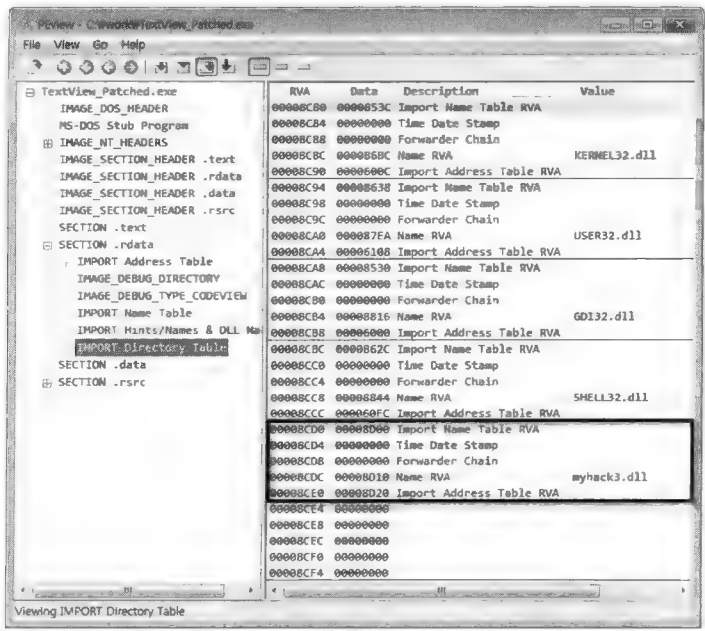 PEview - C:\work\TextView_Patched.exe
File View Go Help
TextView_Patched.exe
IMAGE_DOS_HEADER
MS-DOS Stub Program
IMAGE_NT_HEADERS
IMAGE_SECTION_HEADER .text
IMAGE_SECTION_HEADER .rdata
IMAGE_SECTION_HEADER .data
IMAGE_SECTION_HEADER .rsrc
SECTION .text
SECTION .rdata
IMPORT Address Table
IMAGE_DEBUG_DIRECTORY
IMAGE_DEBUG_TYPE_CODEVIEW
IMPORT Name Table
IMPORT Hints/Names & DLL Na
IMPORT Directory Table
SECTION .data
SECTION .rsrc
RVA Data Description Value
00008C80 0000853C Import Name Table RVA
00008C84 00000000 Time Date Stamp
00008C88 00000000 Forwarder Chain
00008C8C 000086BC Name RVA KERNEL32.dll
00008C90 0000600C Import Address Table RVA
00008C94 00008638 Import Name Table RVA
00008C98 00000000 Time Date Stamp
00008C9C 00000000 Forwarder Chain
00008CA0 000087EA Name RVA USER32.dll
00008CA4 00006108 Import Address Table RVA
00008CA8 00008530 Import Name Table RVA
00008CAC 00000000 Time Date Stamp
00008CB0 00000000 Forwarder Chain
00008CB4 00008816 Name RVA GDI32.dll
00008CB8 00006000 Import Address Table RVA
00008CBC 0000862C Import Name Table RVA
00008CC0 00000000 Time Date Stamp
00008CC4 00000000 Forwarder Chain
00008CC8 00008844 Name RVA SHELL32.dll
00008CCC 000060FC Import Address Table RVA
00008CD0 00008D00 Import Name Table RVA
00008CD4 00000000 Time Date Stamp
00008CD8 00000000 Forwarder Chain
00008CDC 00008D10 Name RVA myhack3.dll
00008CE0 00008D20 Import Address Table RVA
00008CE4 00000000
00008CE8 00000000
00008CEC 00000000
00008CF0 00000000
00008CF4 00000000
Viewing IMPORT Directory Table